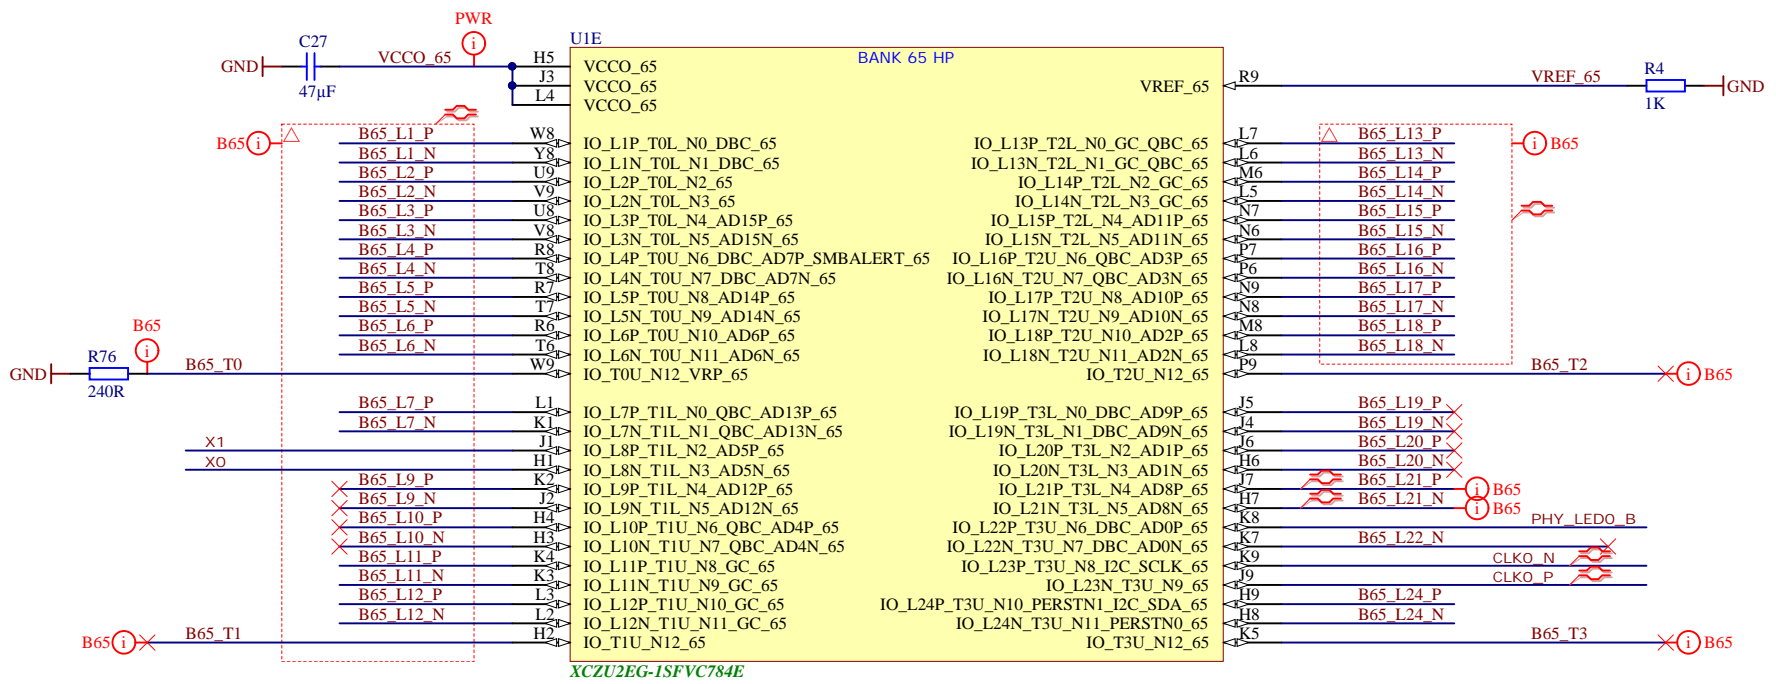 PWR
U1E
C27
GND
47µF
VCCO_65
BANK 65 HP
H5 VCCO_65
J3 VCCO_65
L4 VCCO_65
VREF_65 R9 VREF_65
R4
1K
GND
B65
B65_L1_P W8 IO_L1P_T0L_N0_DBC_65
B65_L1_N Y8 IO_L1N_T0L_N1_DBC_65
B65_L2_P U9 IO_L2P_T0L_N2_65
B65_L2_N V9 IO_L2N_T0L_N3_65
B65_L3_P U8 IO_L3P_T0L_N4_AD15P_65
B65_L3_N V8 IO_L3N_T0L_N5_AD15N_65
B65_L4_P R8 IO_L4P_T0U_N6_DBC_AD7P_SMBALERT_65
B65_L4_N T8 IO_L4N_T0U_N7_DBC_AD7N_65
B65_L5_P R7 IO_L5P_T0U_N8_AD14P_65
B65_L5_N T7 IO_L5N_T0U_N9_AD14N_65
B65_L6_P R6 IO_L6P_T0U_N10_AD6P_65
B65_L6_N T6 IO_L6N_T0U_N11_AD6N_65
B65
R76
GND
240R
B65_T0 W9 IO_T0U_N12_VRP_65
B65_L7_P L1 IO_L7P_T1L_N0_QBC_AD13P_65
B65_L7_N K1 IO_L7N_T1L_N1_QBC_AD13N_65
X1 J1 IO_L8P_T1L_N2_AD5P_65
X0 H1 IO_L8N_T1L_N3_AD5N_65
B65_L9_P K2 IO_L9P_T1L_N4_AD12P_65
B65_L9_N J2 IO_L9N_T1L_N5_AD12N_65
B65_L10_P H4 IO_L10P_T1U_N6_QBC_AD4P_65
B65_L10_N H3 IO_L10N_T1U_N7_QBC_AD4N_65
B65_L11_P K4 IO_L11P_T1U_N8_GC_65
B65_L11_N K3 IO_L11N_T1U_N9_GC_65
B65_L12_P L3 IO_L12P_T1U_N10_GC_65
B65_L12_N L2 IO_L12N_T1U_N11_GC_65
B65 B65_T1 H2 IO_T1U_N12_65
IO_L13P_T2L_N0_GC_QBC_65 L7 B65_L13_P B65
IO_L13N_T2L_N1_GC_QBC_65 L6 B65_L13_N
IO_L14P_T2L_N2_GC_65 M6 B65_L14_P
IO_L14N_T2L_N3_GC_65 L5 B65_L14_N
IO_L15P_T2L_N4_AD11P_65 N7 B65_L15_P
IO_L15N_T2L_N5_AD11N_65 N6 B65_L15_N
IO_L16P_T2U_N6_QBC_AD3P_65 P7 B65_L16_P
IO_L16N_T2U_N7_QBC_AD3N_65 P6 B65_L16_N
IO_L17P_T2U_N8_AD10P_65 N9 B65_L17_P
IO_L17N_T2U_N9_AD10N_65 N8 B65_L17_N
IO_L18P_T2U_N10_AD2P_65 M8 B65_L18_P
IO_L18N_T2U_N11_AD2N_65 L8 B65_L18_N
IO_T2U_N12_65 P9 B65_T2 B65
IO_L19P_T3L_N0_DBC_AD9P_65 J5 B65_L19_P
IO_L19N_T3L_N1_DBC_AD9N_65 J4 B65_L19_N
IO_L20P_T3L_N2_AD1P_65 J6 B65_L20_P
IO_L20N_T3L_N3_AD1N_65 H6 B65_L20_N
IO_L21P_T3L_N4_AD8P_65 J7 B65_L21_P B65
IO_L21N_T3L_N5_AD8N_65 H7 B65_L21_N B65
IO_L22P_T3U_N6_DBC_AD0P_65 K8 PHY_LED0_B
IO_L22N_T3U_N7_DBC_AD0N_65 K7 B65_L22_N
IO_L23P_T3U_N8_I2C_SCLK_65 K9 CLK0_N
IO_L23N_T3U_N9_65 J9 CLK0_P
IO_L24P_T3U_N10_PERSTN1_I2C_SDA_65 H9 B65_L24_P
IO_L24N_T3U_N11_PERSTN0_65 H8 B65_L24_N
IO_T3U_N12_65 K5 B65_T3 B65
XCZU2EG-1SFVC784E